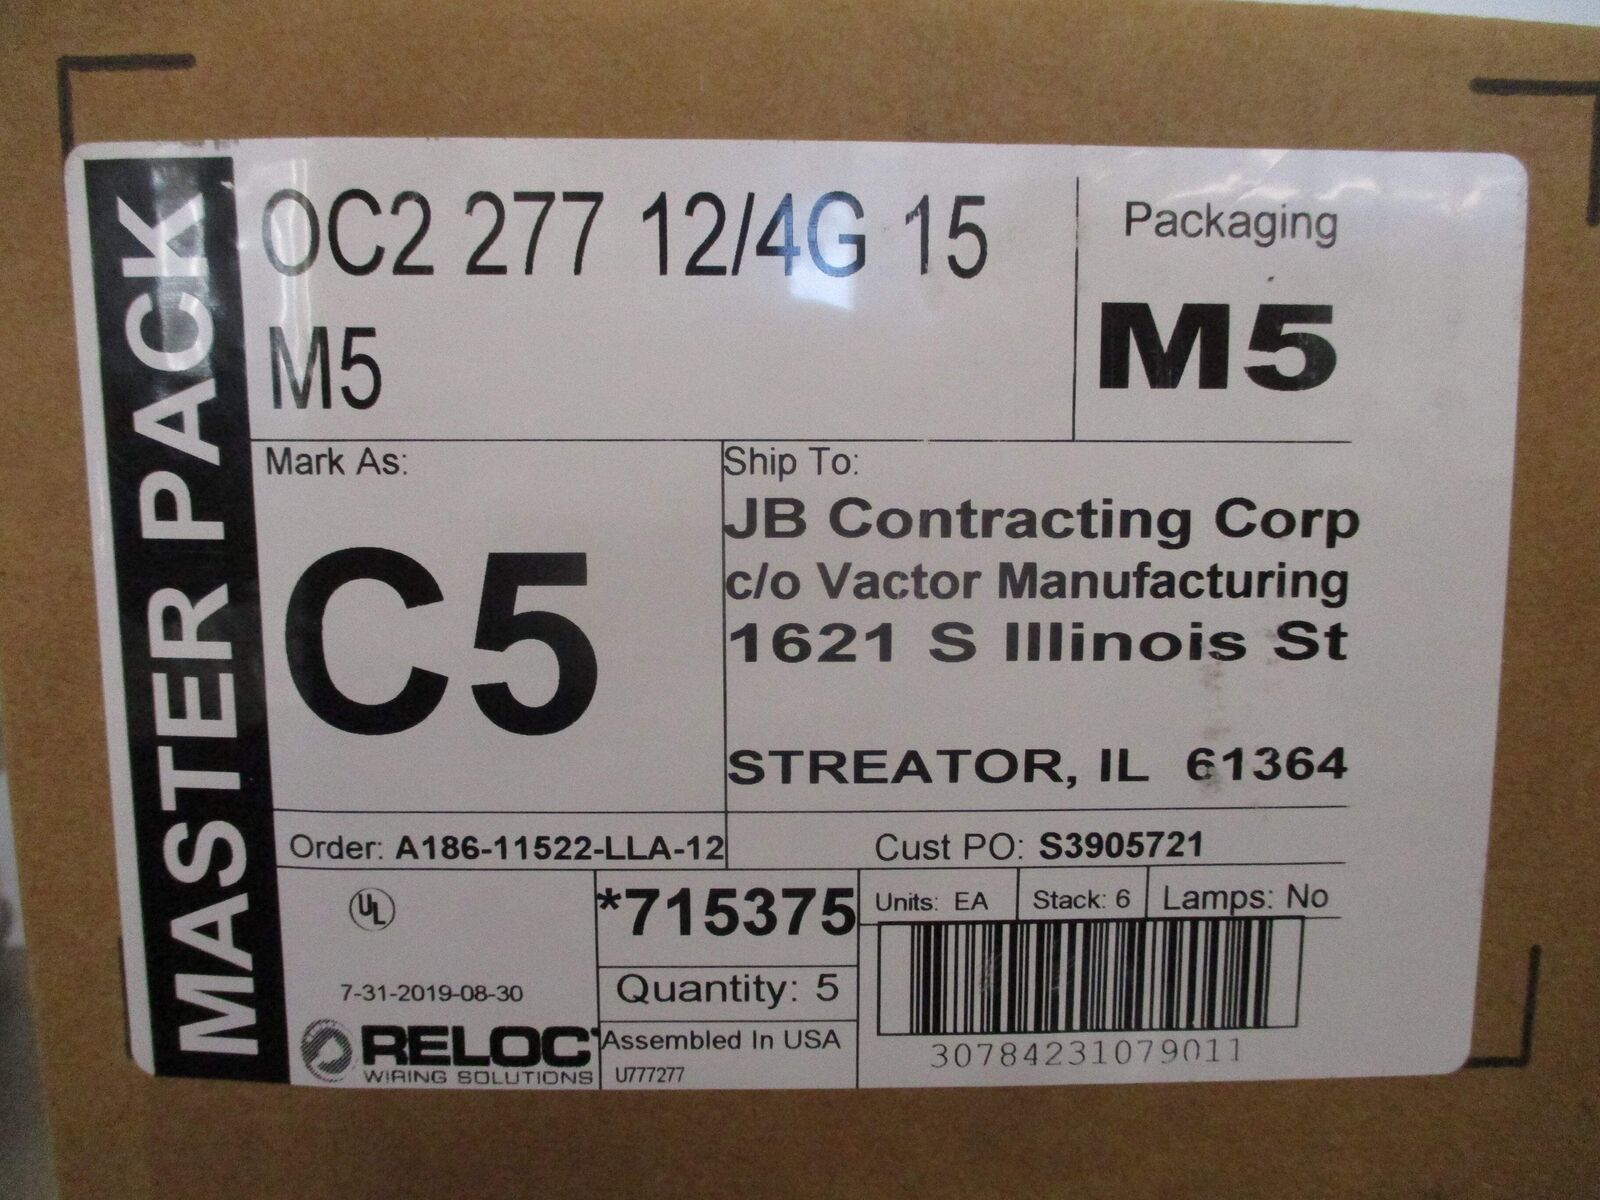 MASTER PACK
OC2 277 12/4G 15
M5
Packaging
M5
Mark As:
C5
Ship To:
JB Contracting Corp
c/o Vactor Manufacturing
1621 S Illinois St
STREATOR, IL 61364
Order: A186-11522-LLA-12
Cust PO: S3905721
UL
7-31-2019-08-30
RELOC
WIRING SOLUTIONS
*715375
Quantity: 5
Assembled In USA
U777277
Units: EA
Stack: 6
Lamps: No
30784231079011